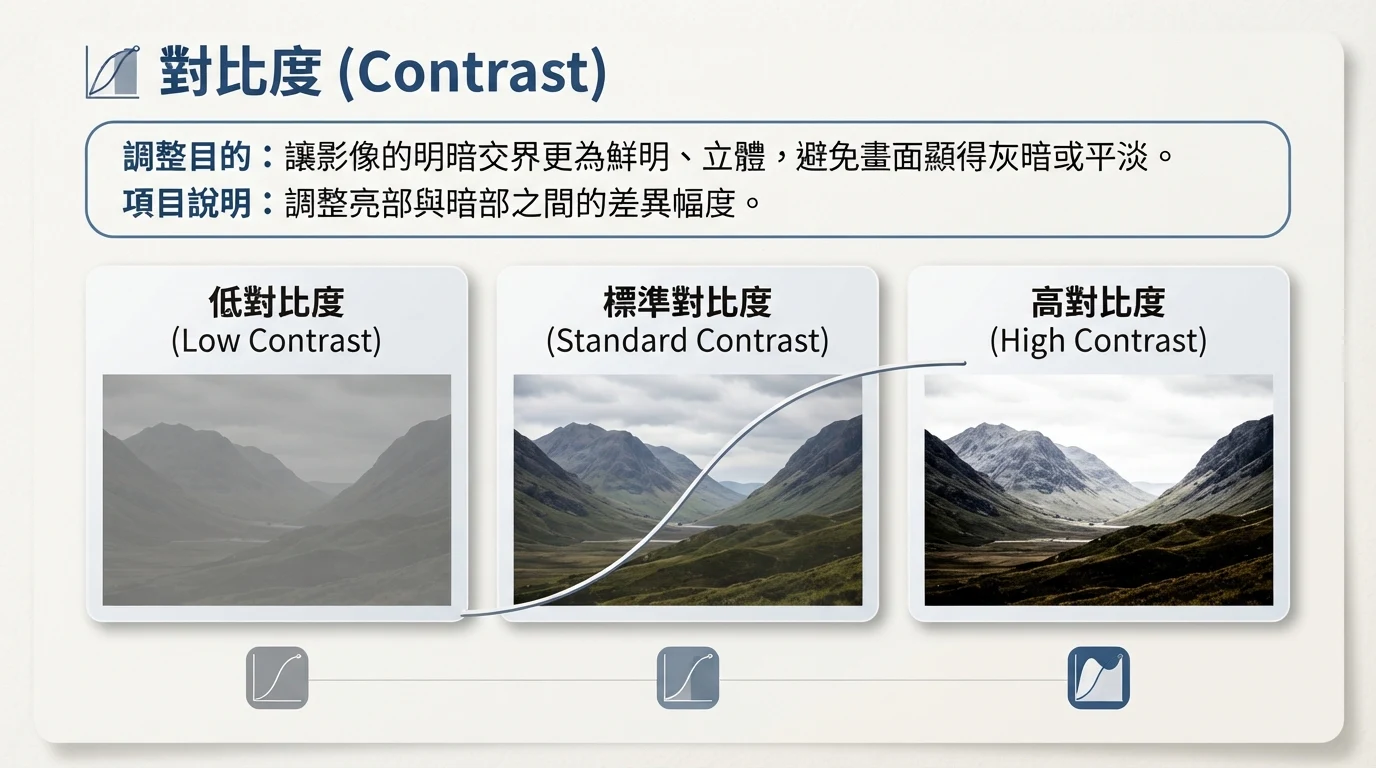 對比度 (Contrast)
調整目的：讓影像的明暗交界更為鮮明、立體，避免畫面顯得灰暗或平淡。
項目說明：調整亮部與暗部之間的差異幅度。
低對比度
(Low Contrast)
標準對比度
(Standard Contrast)
高對比度
(High Contrast)